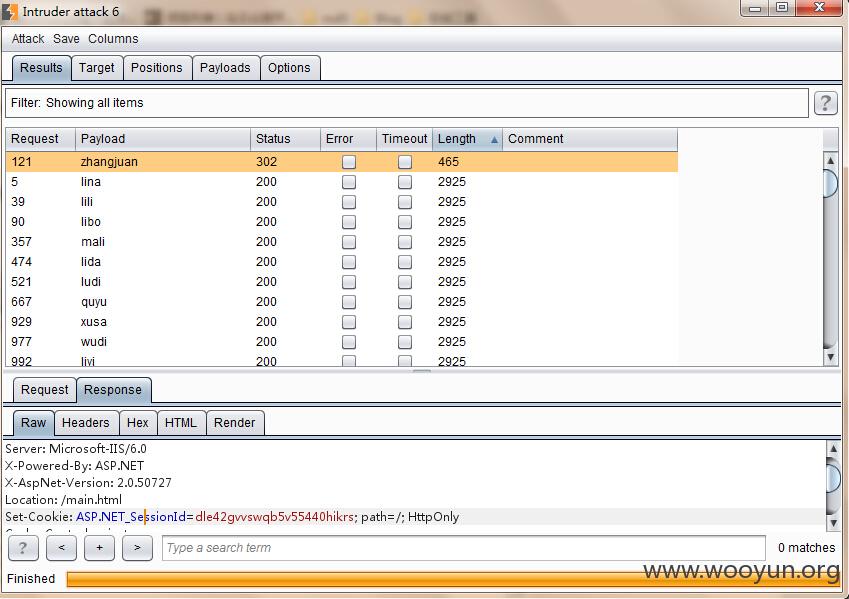 Intruder attack 6
Attack Save Columns
Results Target Positions Payloads Options
Filter: Showing all items ?
Request Payload Status Error Timeout Length Comment
121 zhangjuan 302 465
5 lina 200 2925
39 lili 200 2925
90 libo 200 2925
357 mali 200 2925
474 lida 200 2925
521 ludi 200 2925
667 quyu 200 2925
929 xusa 200 2925
977 wudi 200 2925
992 200 2925
Request Response
Raw Headers Hex HTML Render
Server: Microsoft-IIS/6.0
X-Powered-By: ASP.NET
X-AspNet-Version: 2.0.50727
Location: /main.html
Set-Cookie: ASP.NET_SessionId=dle42gvvswqb5v55440hikrs; path=/; HttpOnly
? < + > Type a search term 0 matches
www.wooyun.org
Finished